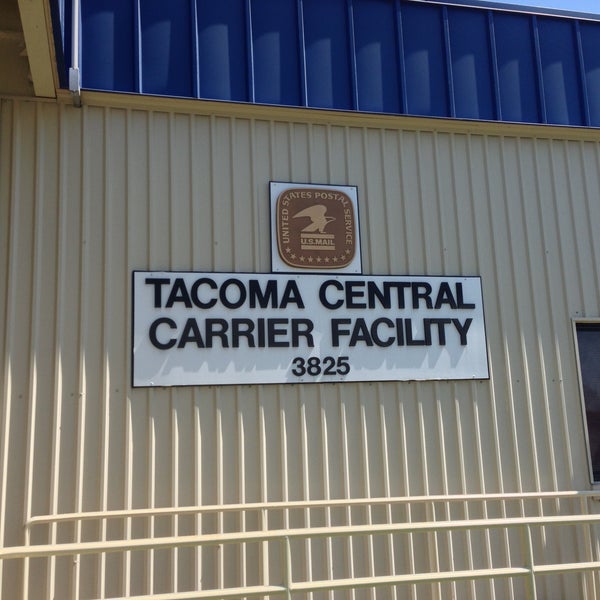 UNITED STATES POSTAL SERVICE
U.S.MAIL
TACOMA CENTRAL
CARRIER FACILITY
3825